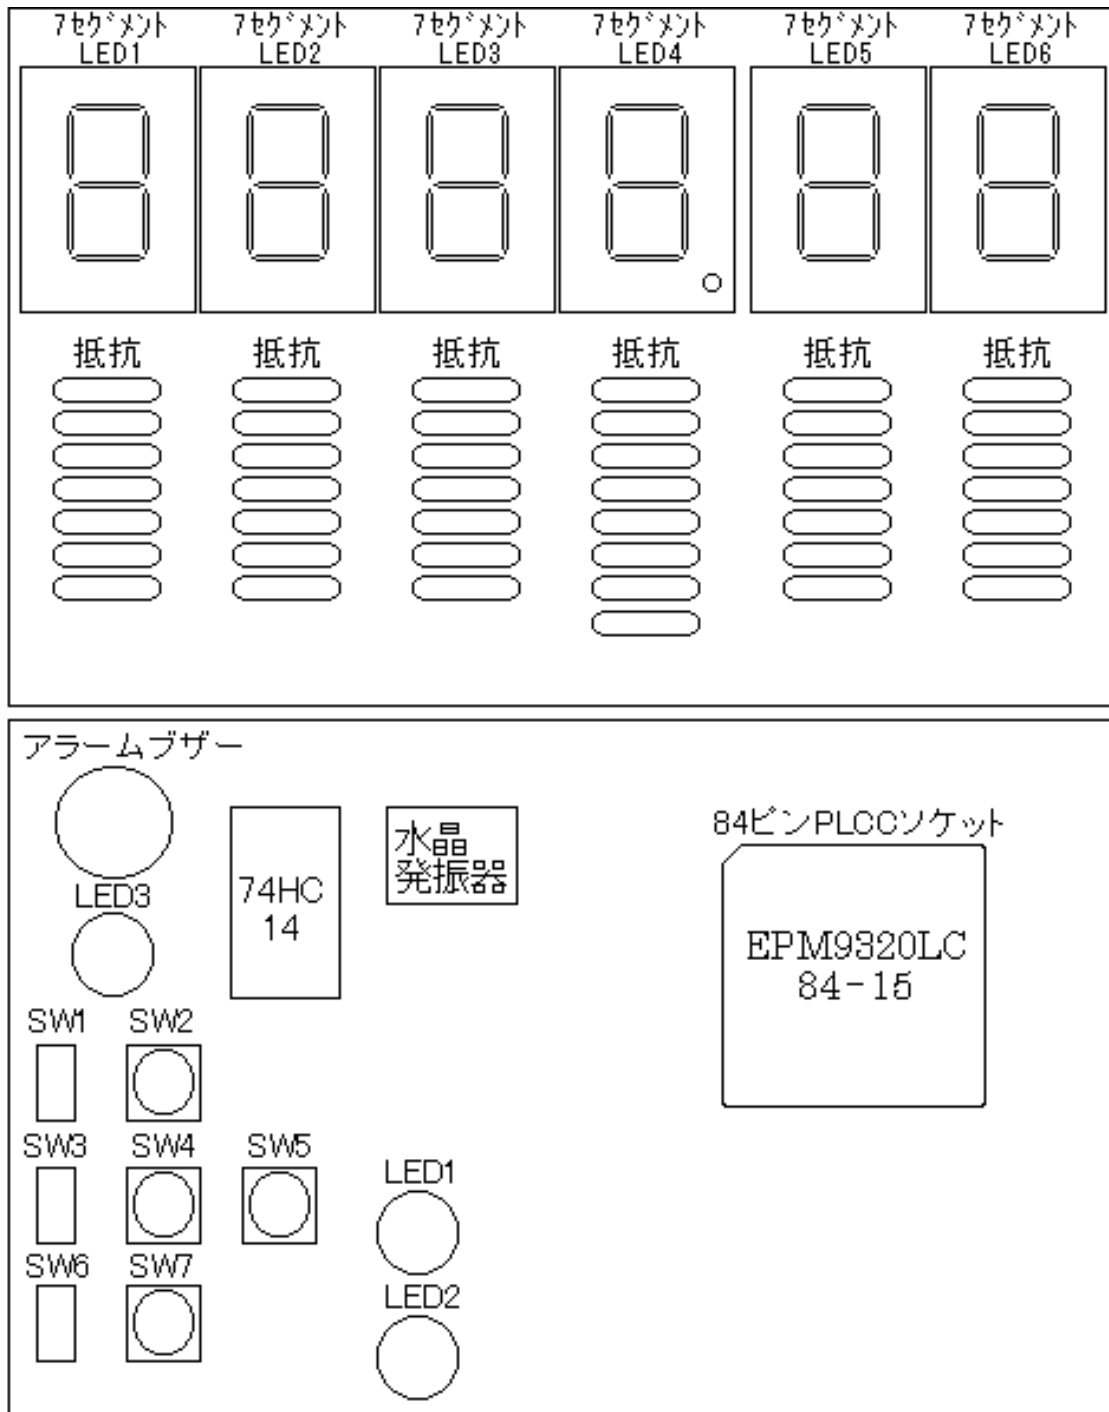 7ｾｸﾞﾒﾝﾄ
LED1
7ｾｸﾞﾒﾝﾄ
LED2
7ｾｸﾞﾒﾝﾄ
LED3
7ｾｸﾞﾒﾝﾄ
LED4
7ｾｸﾞﾒﾝﾄ
LED5
7ｾｸﾞﾒﾝﾄ
LED6
抵抗
抵抗
抵抗
抵抗
抵抗
抵抗
アラームブザー
LED3
74HC
14
水晶
発振器
84ピンPLCCソケット
EPM9320LC
84-15
SW1
SW2
SW3
SW4
SW5
SW6
SW7
LED1
LED2